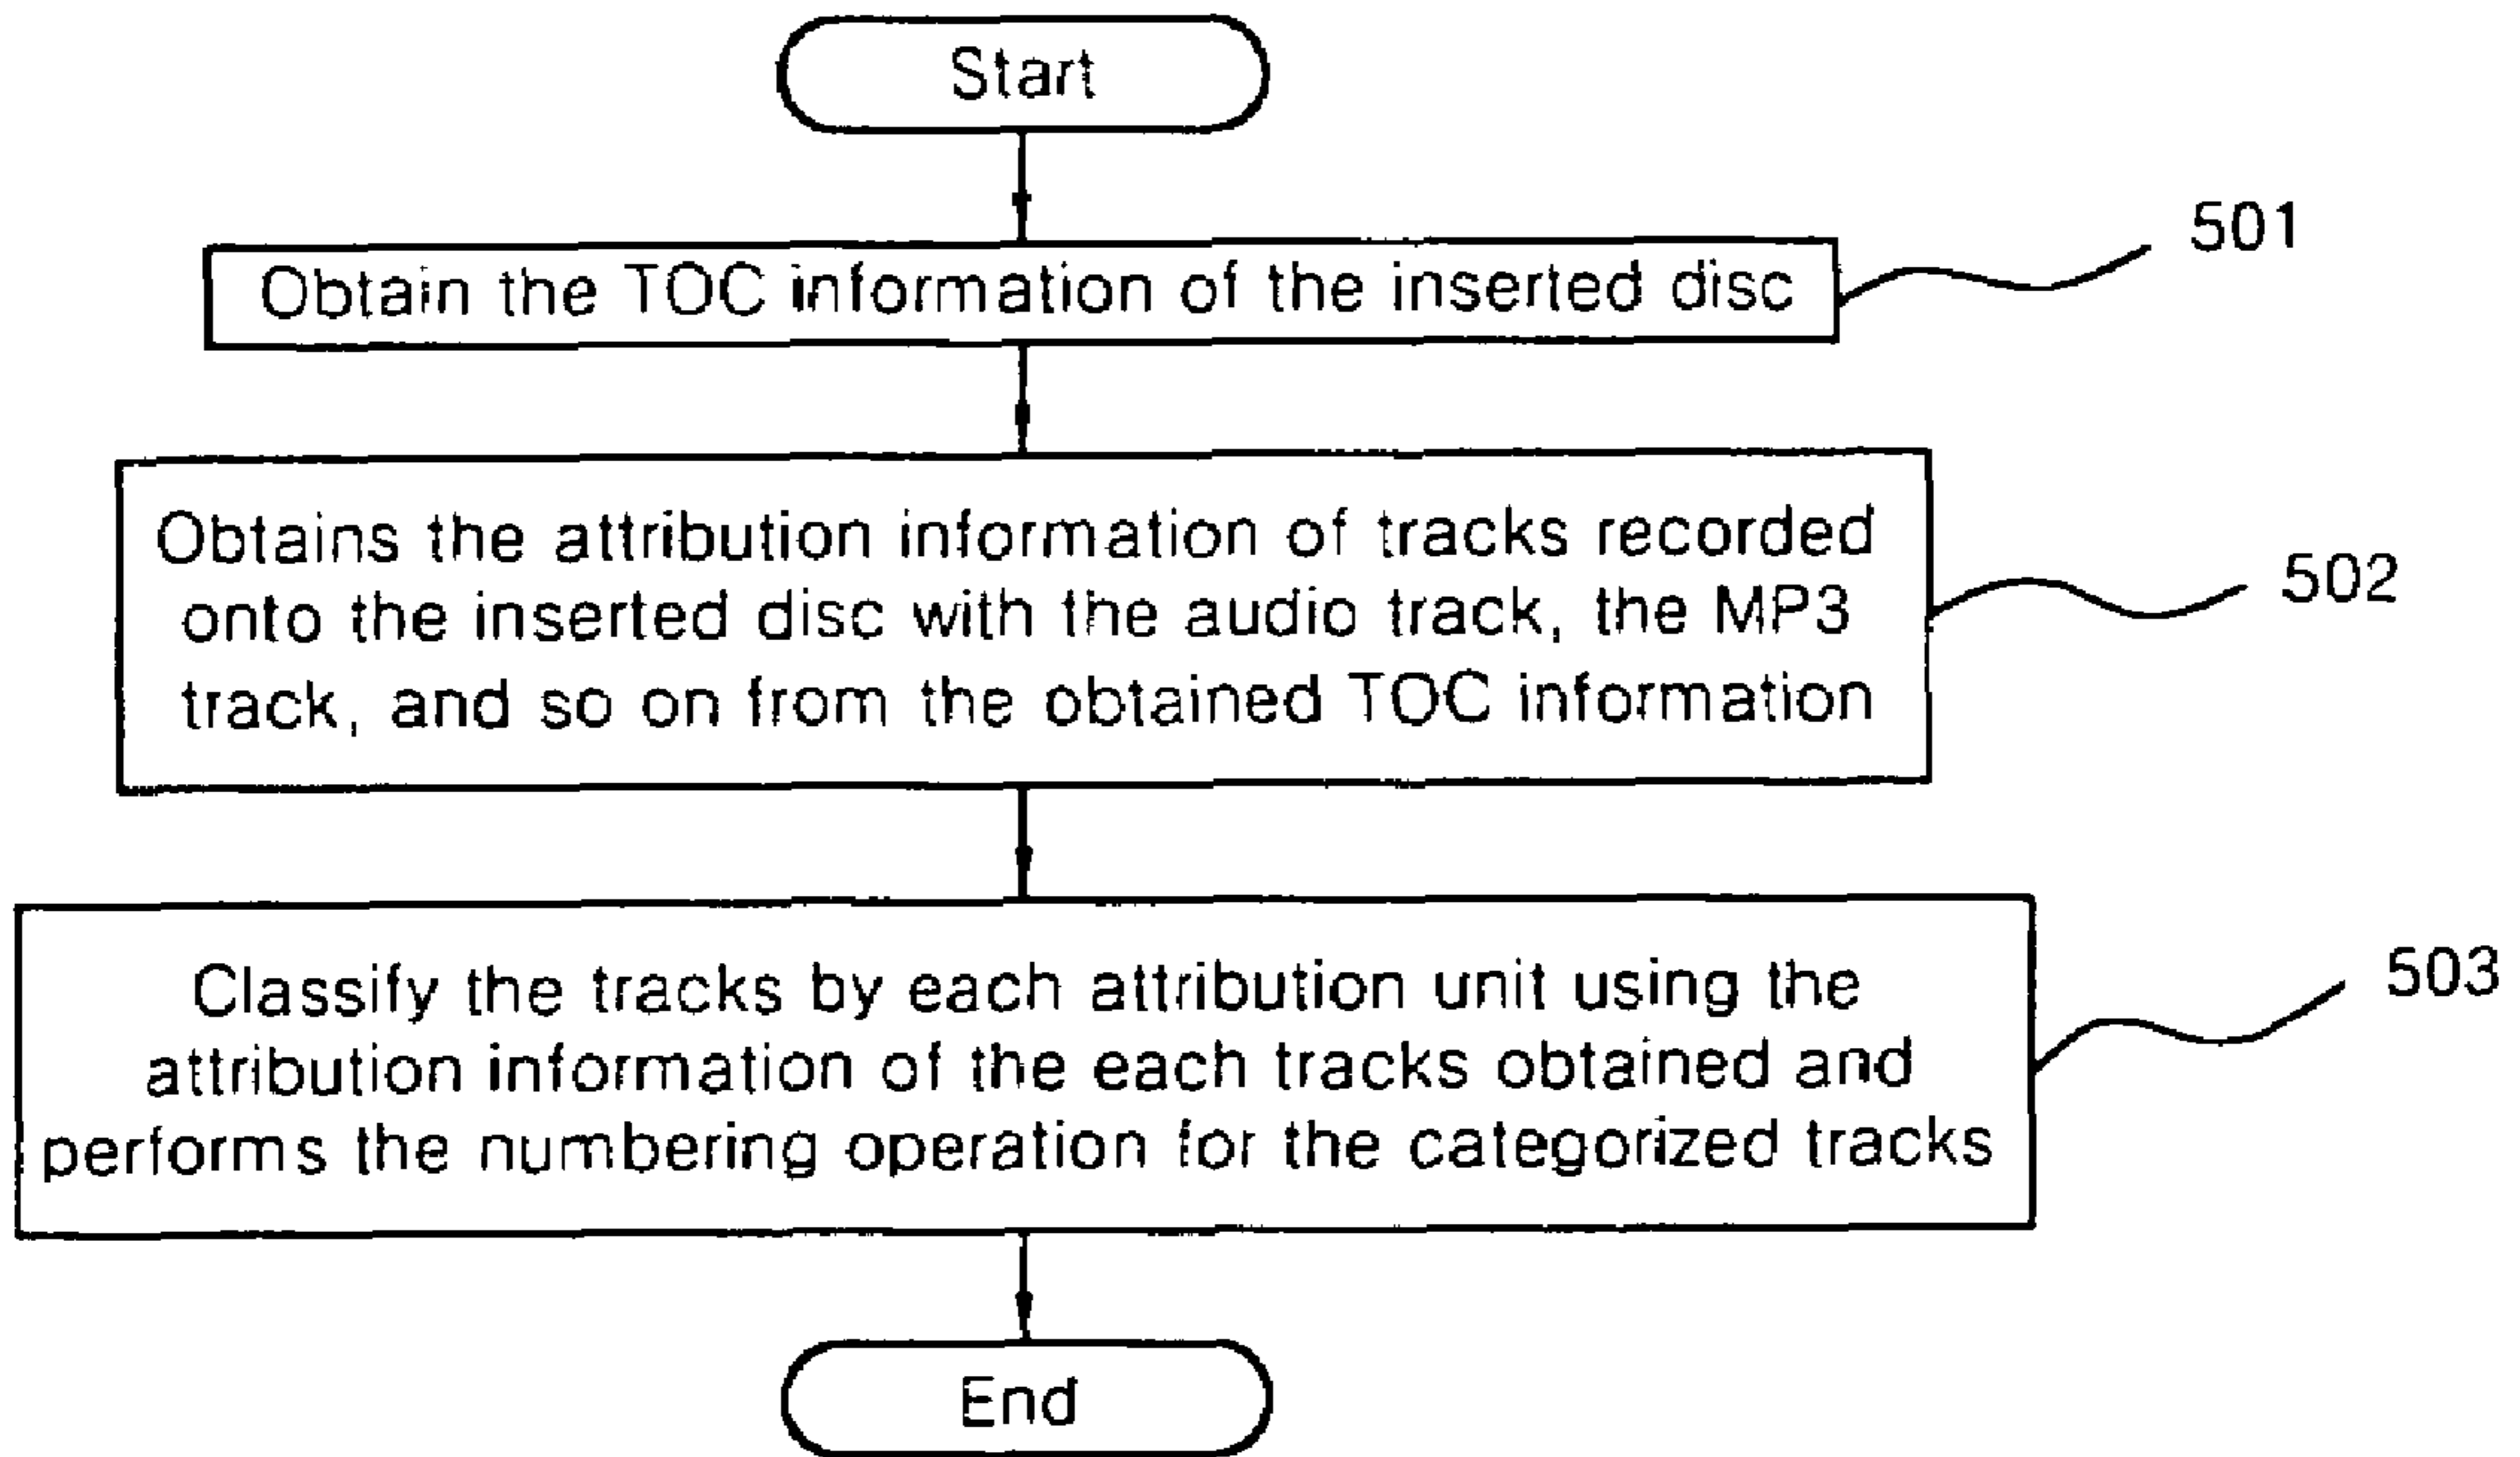 Start
Obtain the TOC information of the inserted disc
501
Obtains the attribution information of tracks recorded
onto the inserted disc with the audio track, the MP3
track, and so on from the obtained TOC information
502
Classify the tracks by each attribution unit using the
attribution information of the each tracks obtained and
performs the numbering operation for the categorized tracks
503
End